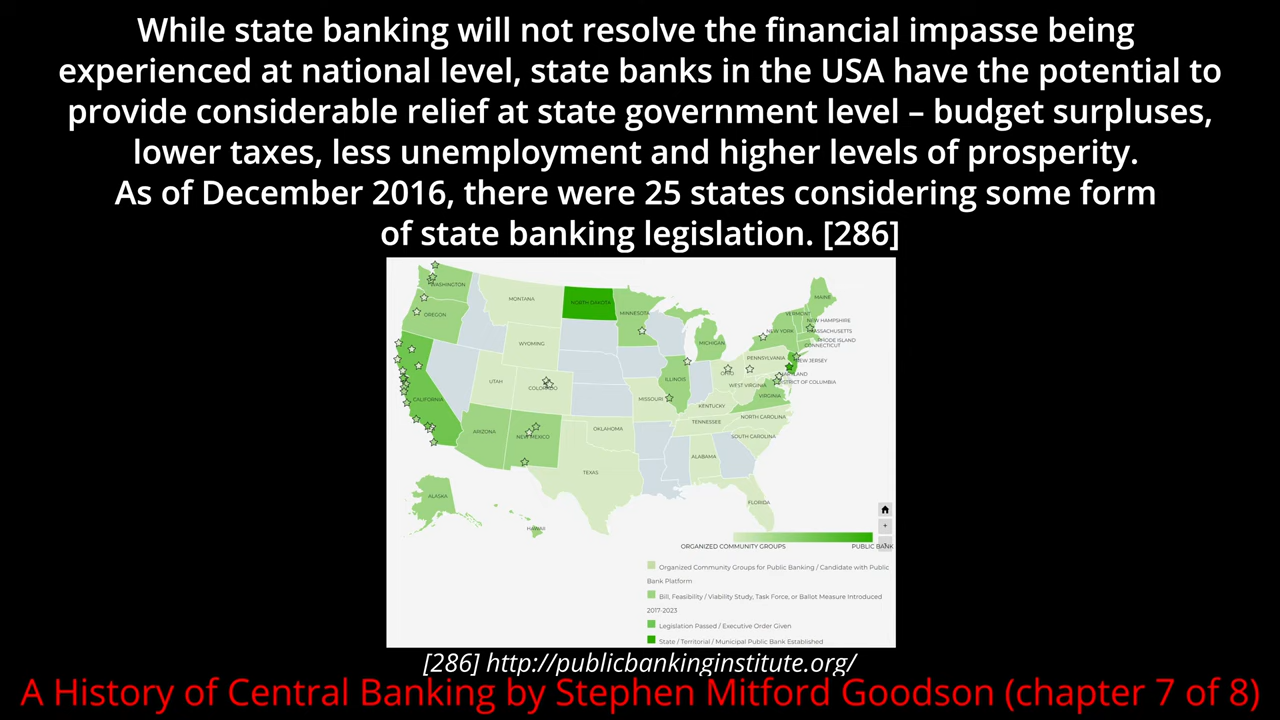 While state banking will not resolve the financial impasse being
experienced at national level, state banks in the USA have the potential to
provide considerable relief at state government level – budget surpluses,
lower taxes, less unemployment and higher levels of prosperity.
As of December 2016, there were 25 states considering some form
of state banking legislation. [286]
WASHINGTON
MONTANA
NORTH DAKOTA
MINNESOTA
MAINE
VERMONT
NEW HAMPSHIRE
OREGON
NEW YORK
MASSACHUSETTS
RHODE ISLAND
CONNECTICUT
WYOMING
MICHIGAN
PENNSYLVANIA
NEW JERSEY
UTAH
COLORADO
ILLINOIS
OHIO
DISTRICT OF COLUMBIA
WEST VIRGINIA
VIRGINIA
CALIFORNIA
MISSOURI
KENTUCKY
NORTH CAROLINA
ARIZONA
NEW MEXICO
OKLAHOMA
TENNESSEE
SOUTH CAROLINA
TEXAS
ALABAMA
ALASKA
FLORIDA
HAWAII
ORGANIZED COMMUNITY GROUPS PUBLIC BANK
Organized Community Groups for Public Banking / Candidate with Public
Bank Platform
Bill, Feasibility / Viability Study, Task Force, or Ballot Measure Introduced
2017-2023
Legislation Passed / Executive Order Given
State / Territorial / Municipal Public Bank Established
[286] http://publicbankinginstitute.org/
A History of Central Banking by Stephen Mitford Goodson (chapter 7 of 8)